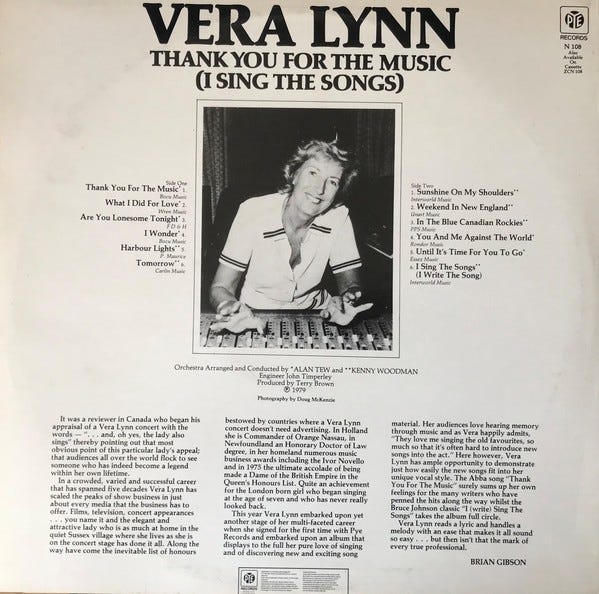 VERA LYNN
THANK YOU FOR THE MUSIC
(I SING THE SONGS)
PYE
RECORDS
N 108
Also
Available
On
Cassette
ZCN 108
Side One
Thank You For The Music* 1.
Bocu Music
What I Did For Love* 2.
Wren Music
Are You Lonesome Tonight* 3.
F D & H
I Wonder* 4.
Bocu Music
Harbour Lights** 5.
P. Maurice
Tomorrow** 6.
Carlin Music
Side Two
1. Sunshine On My Shoulders**
Interworld Music
2. Weekend In New England**
Unart Music
3. In The Blue Canadian Rockies**
PPS Music
4. You And Me Against The World*
Rondor Music
5. Until It's Time For You To Go*
Essex Music
6. I Sing The Songs**
(I Write The Song)
Interworld Music
Orchestra Arranged and Conducted by *ALAN TEW and **KENNY WOODMAN
Engineer John Timperley
Produced by Terry Brown
℗ 1979
Photography by Doug McKenzie
It was a reviewer in Canada who began his
appraisal of a Vera Lynn concert with the
words — ". . . and, oh yes, the lady also
sings" thereby pointing out that most
obvious point of this particular lady's appeal;
that audiences all over the world flock to see
someone who has indeed become a legend
within her own lifetime.
In a crowded, varied and successful career
that has spanned five decades Vera Lynn has
scaled the peaks of show business in just
about every media that the business has to
offer. Films, television, concert appearances
. . . you name it and the elegant and
attractive lady who is as much at home in the
quiet Sussex village where she lives as she is
on the concert stage has done it all. Along the
way have come the inevitable list of honours
bestowed by countries where a Vera Lynn
concert doesn't need advertising. In Holland
she is Commander of Orange Nassau, in
Newfoundland an Honorary Doctor of Law
degree, in her homeland numerous music
business awards including the Ivor Novello
and in 1975 the ultimate accolade of being
made a Dame of the British Empire in the
Queen's Honours List. Quite an achievement
for the London born girl who began singing
at the age of seven and who has never really
looked back.
This year Vera Lynn embarked upon yet
another stage of her multi-faceted career
when she signed for the first time with Pye
Records and embarked upon an album that
displays to the full her pure love of singing
and of discovering new and exciting song
material. Her audiences love hearing memory
through music and as Vera happily admits,
"They love me singing the old favourites, so
much so that it's often hard to introduce new
songs into the act." Here however, Vera
Lynn has ample opportunity to demonstrate
just how easily the new songs fit into her
unique vocal style. The Abba song "Thank
You For The Music" surely sums up her own
feelings for the many writers who have
penned the hits along the way whilst the
Bruce Johnson classic "I (write) Sing The
Songs" takes the album full circle.
Vera Lynn reads a lyric and handles a
melody with an ease that makes it all sound
so easy . . . but then isn't that the mark of
every true professional.
BRIAN GIBSON
PYE